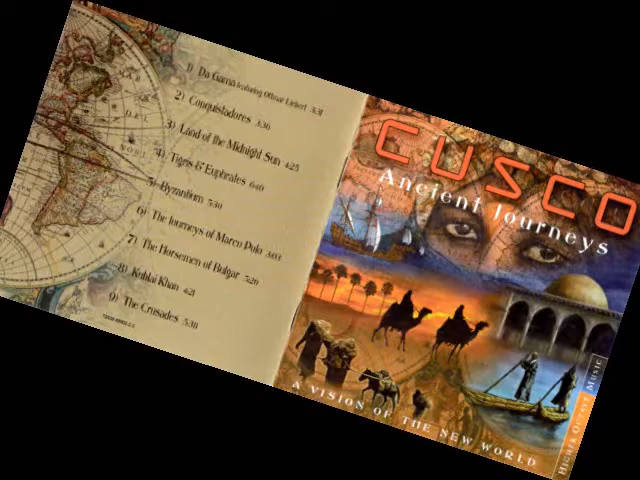 1) Da Gama featuring Ottmar Liebert 5:31
2) Conquistadores 3:36
3) Land of the Midnight Sun 4:25
4) Tigris & Euphrates 6:46
5) Byzantium 5:30
6) The Journeys of Marco Polo 3:03
7) The Horsemen of Bulgar 5:26
8) Kublai Khan 4:21
9) The Crusades 5:38
CUSCO
Ancient Journeys
A VISION OF THE NEW WORLD
HIGHER OCTAVE MUSIC